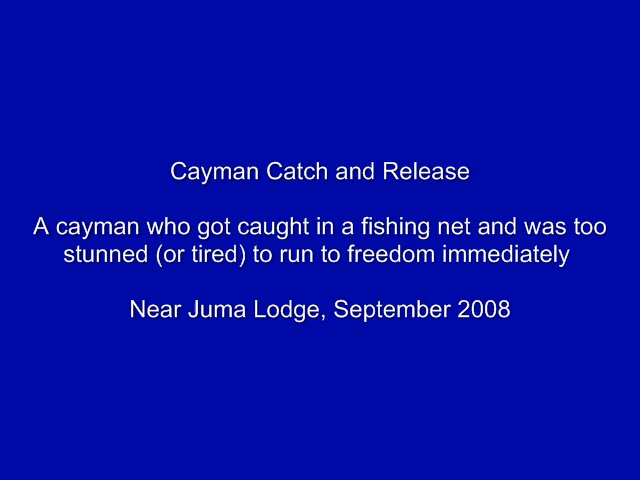 Cayman Catch and Release
A cayman who got caught in a fishing net and was too
stunned (or tired) to run to freedom immediately
Near Juma Lodge, September 2008